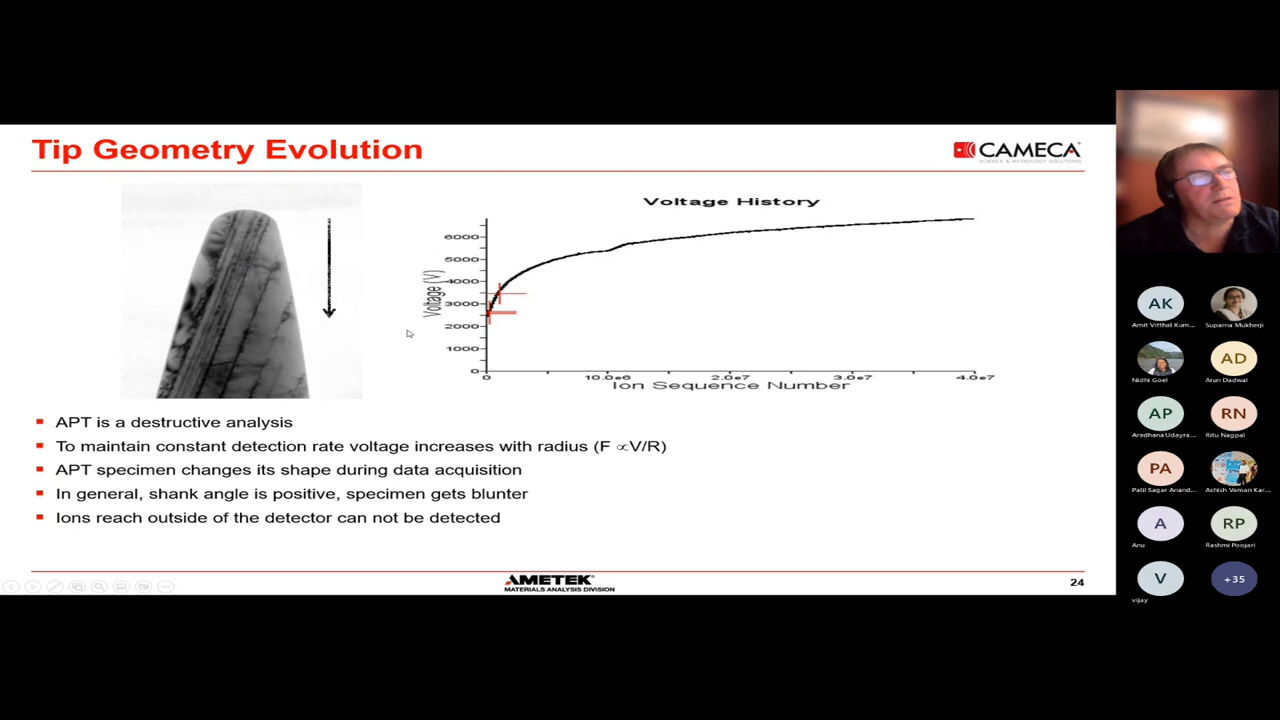 Tip Geometry Evolution
CAMECA
SCIENCE & METROLOGY SOLUTIONS
Voltage History
6000
5000
4000
3000
2000
1000
0
Voltage (V)
0
10.0e6
2.0e7
3.0e7
4.0e7
Ion Sequence Number
APT is a destructive analysis
To maintain constant detection rate voltage increases with radius (F ∝V/R)
APT specimen changes its shape during data acquisition
In general, shank angle is positive, specimen gets blunter
Ions reach outside of the detector can not be detected
AMETEK
MATERIALS ANALYSIS DIVISION
24
AK
Amit Vitthal Kum...
Suparna Mukherji
Nidhi Goel
AD
Arun Dadwal
AP
Aradhana Udayra...
RN
Ritu Nagpal
PA
Patil Sagar Anand...
Ashish Vaman Kar...
A
Anu
RP
Rashmi Poojari
V
vijay
+35